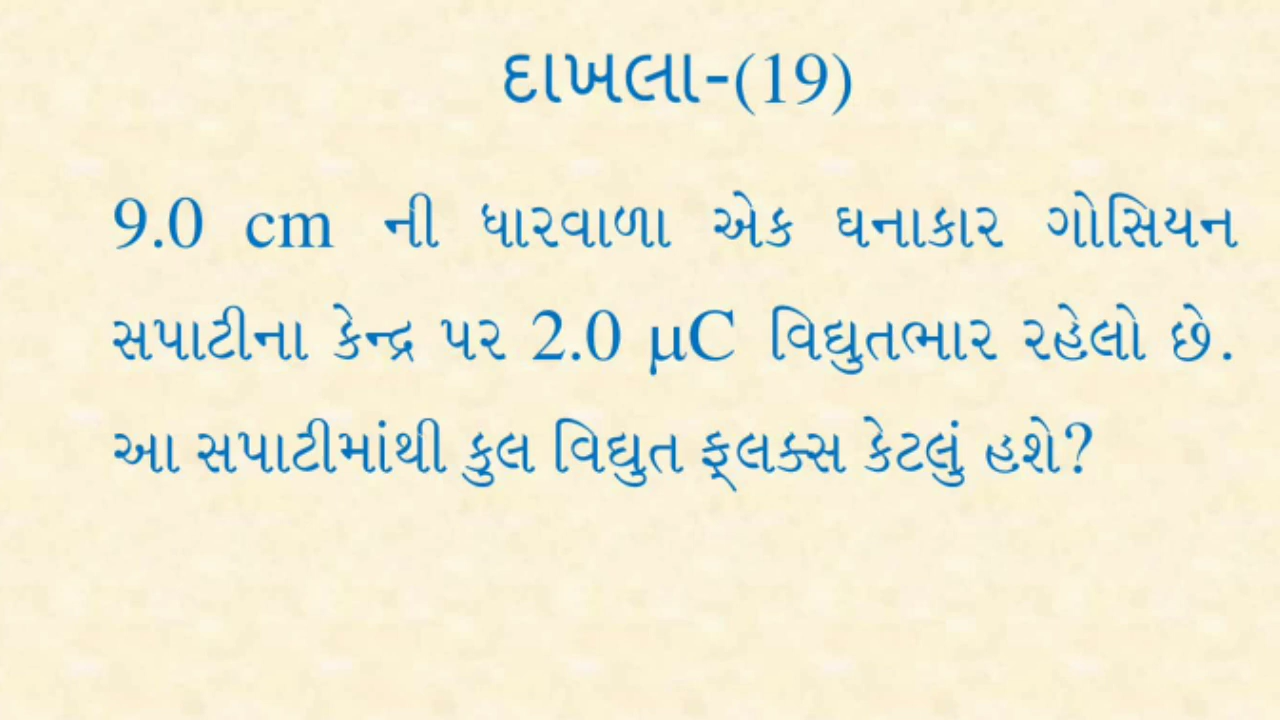 દાખલા-(19)
9.0 cm ની ધારવાળા એક ઘનાકાર ગોસિયન
સપાટીના કેન્દ્ર પર 2.0 µC વિદ્યુતભાર રહેલો છે.
આ સપાટીમાંથી કુલ વિદ્યુત ફ્લક્સ કેટલું હશે?